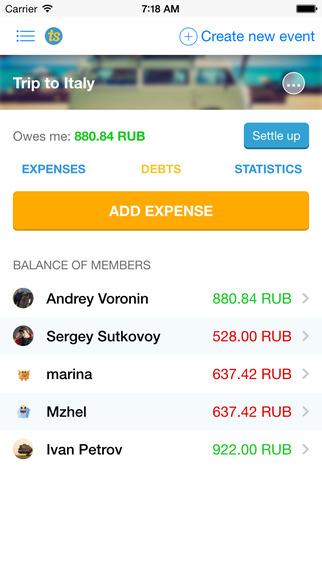 Carrier 7:18 AM
ts Create new event
Trip to Italy
Owes me: 880.84 RUB Settle up
EXPENSES DEBTS STATISTICS
ADD EXPENSE
BALANCE OF MEMBERS
Andrey Voronin 880.84 RUB
Sergey Sutkovoy 528.00 RUB
marina 637.42 RUB
Mzhel 637.42 RUB
Ivan Petrov 922.00 RUB